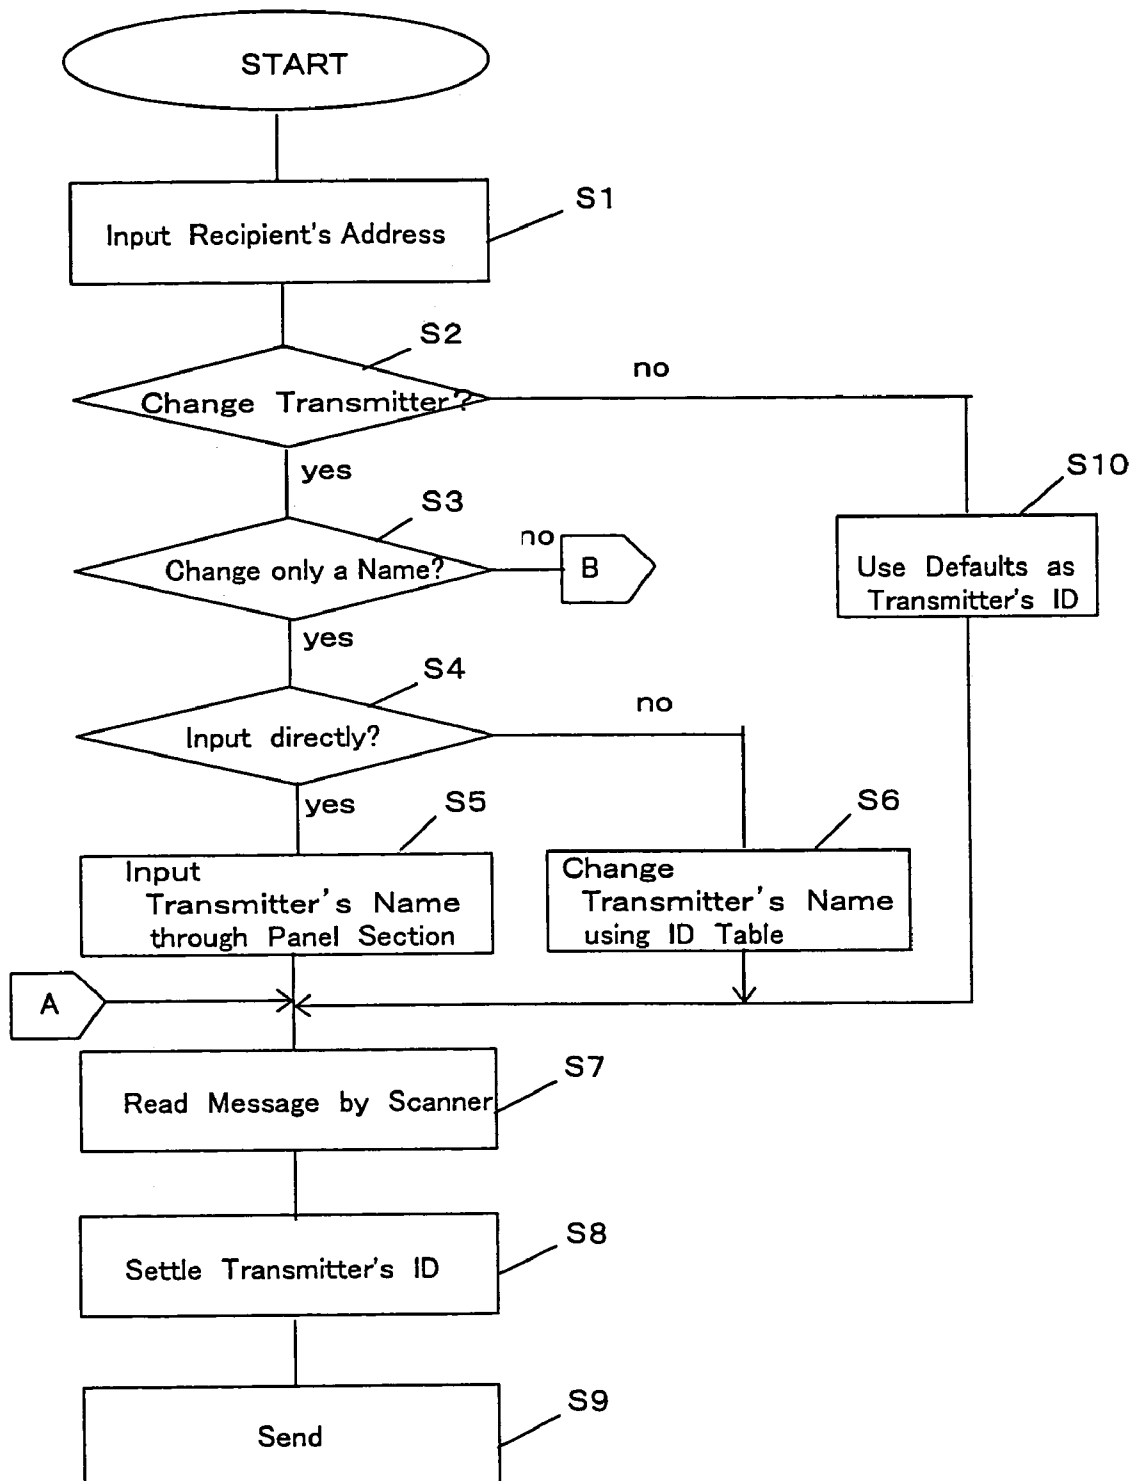 START
S1
Input Recipient's Address
S2
no
Change Transmitter?
yes
S10
S3
no
Change only a Name?
B
Use Defaults as
Transmitter's ID
yes
S4
no
Input directly?
yes
S5
S6
Input
Transmitter's Name
through Panel Section
Change
Transmitter's Name
using ID Table
A
S7
Read Message by Scanner
S8
Settle Transmitter's ID
S9
Send